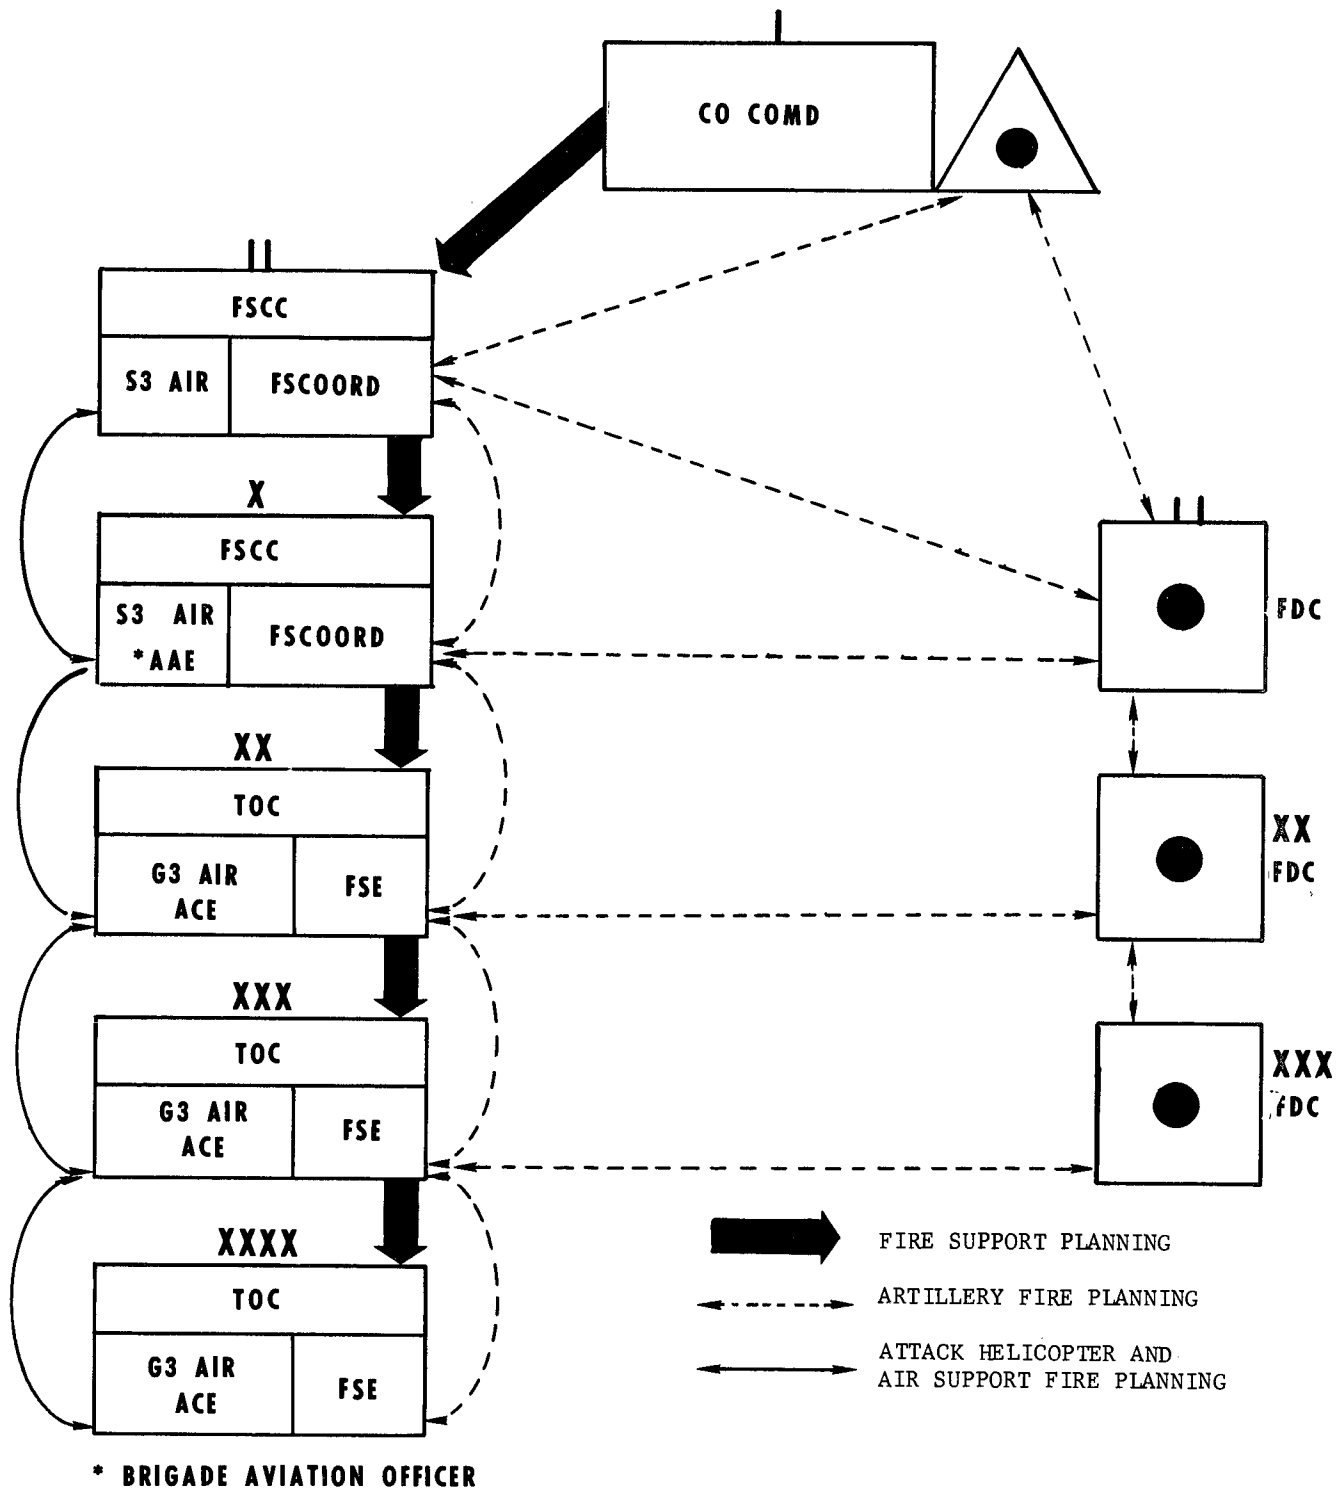 CO COMD
FSCC
S3 AIR
FSCOORD
X
FSCC
S3 AIR
*AAE
FSCOORD
FDC
XX
TOC
G3 AIR
ACE
FSE
XX
FDC
XXX
TOC
G3 AIR
ACE
FSE
XXX
FDC
XXXX
TOC
G3 AIR
ACE
FSE
FIRE SUPPORT PLANNING
ARTILLERY FIRE PLANNING
ATTACK HELICOPTER AND
AIR SUPPORT FIRE PLANNING
* BRIGADE AVIATION OFFICER